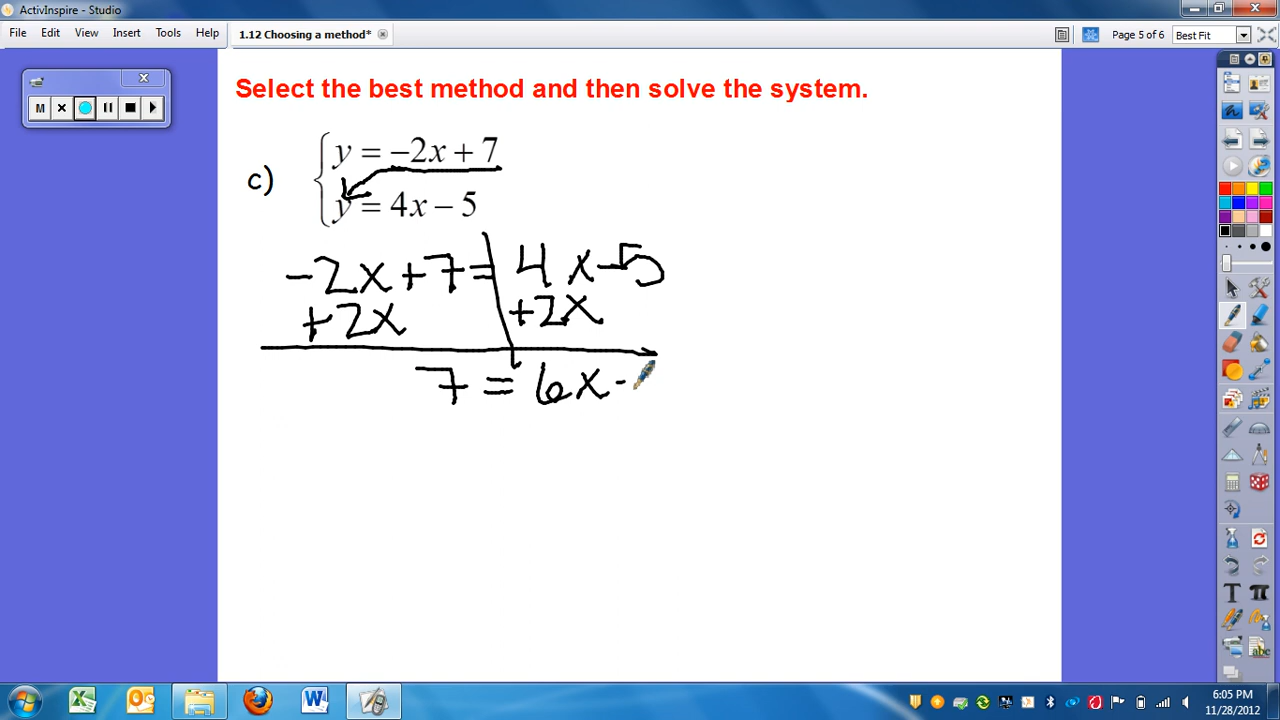 ActivInspire - Studio
File Edit View Insert Tools Help
1.12 Choosing a method*
Page 5 of 6
Best Fit
M
Select the best method and then solve the system.
c)
y = −2x + 7
y = 4x − 5
-2x+7= 4x-5
+2x +2x
7 = 6x-
T π
abc
W
6:05 PM
11/28/2012